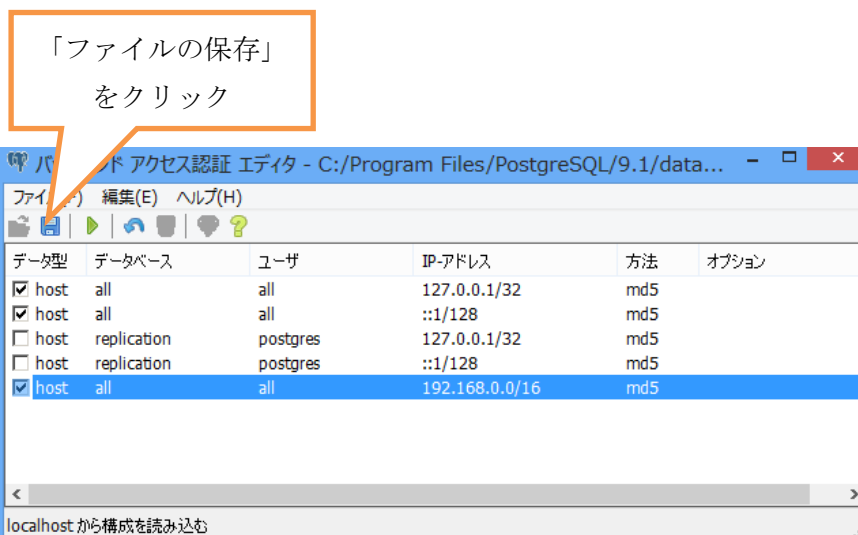 「ファイルの保存」
をクリック
ド アクセス認証 エディタ - C:/Program Files/PostgreSQL/9.1/data...
ファイル(F) 編集(E) ヘルプ(H)
データ型 データベース ユーザ IP-アドレス 方法 オプション
host all all 127.0.0.1/32 md5
host all all ::1/128 md5
host replication postgres 127.0.0.1/32 md5
host replication postgres ::1/128 md5
host all all 192.168.0.0/16 md5
localhost から構成を読み込む